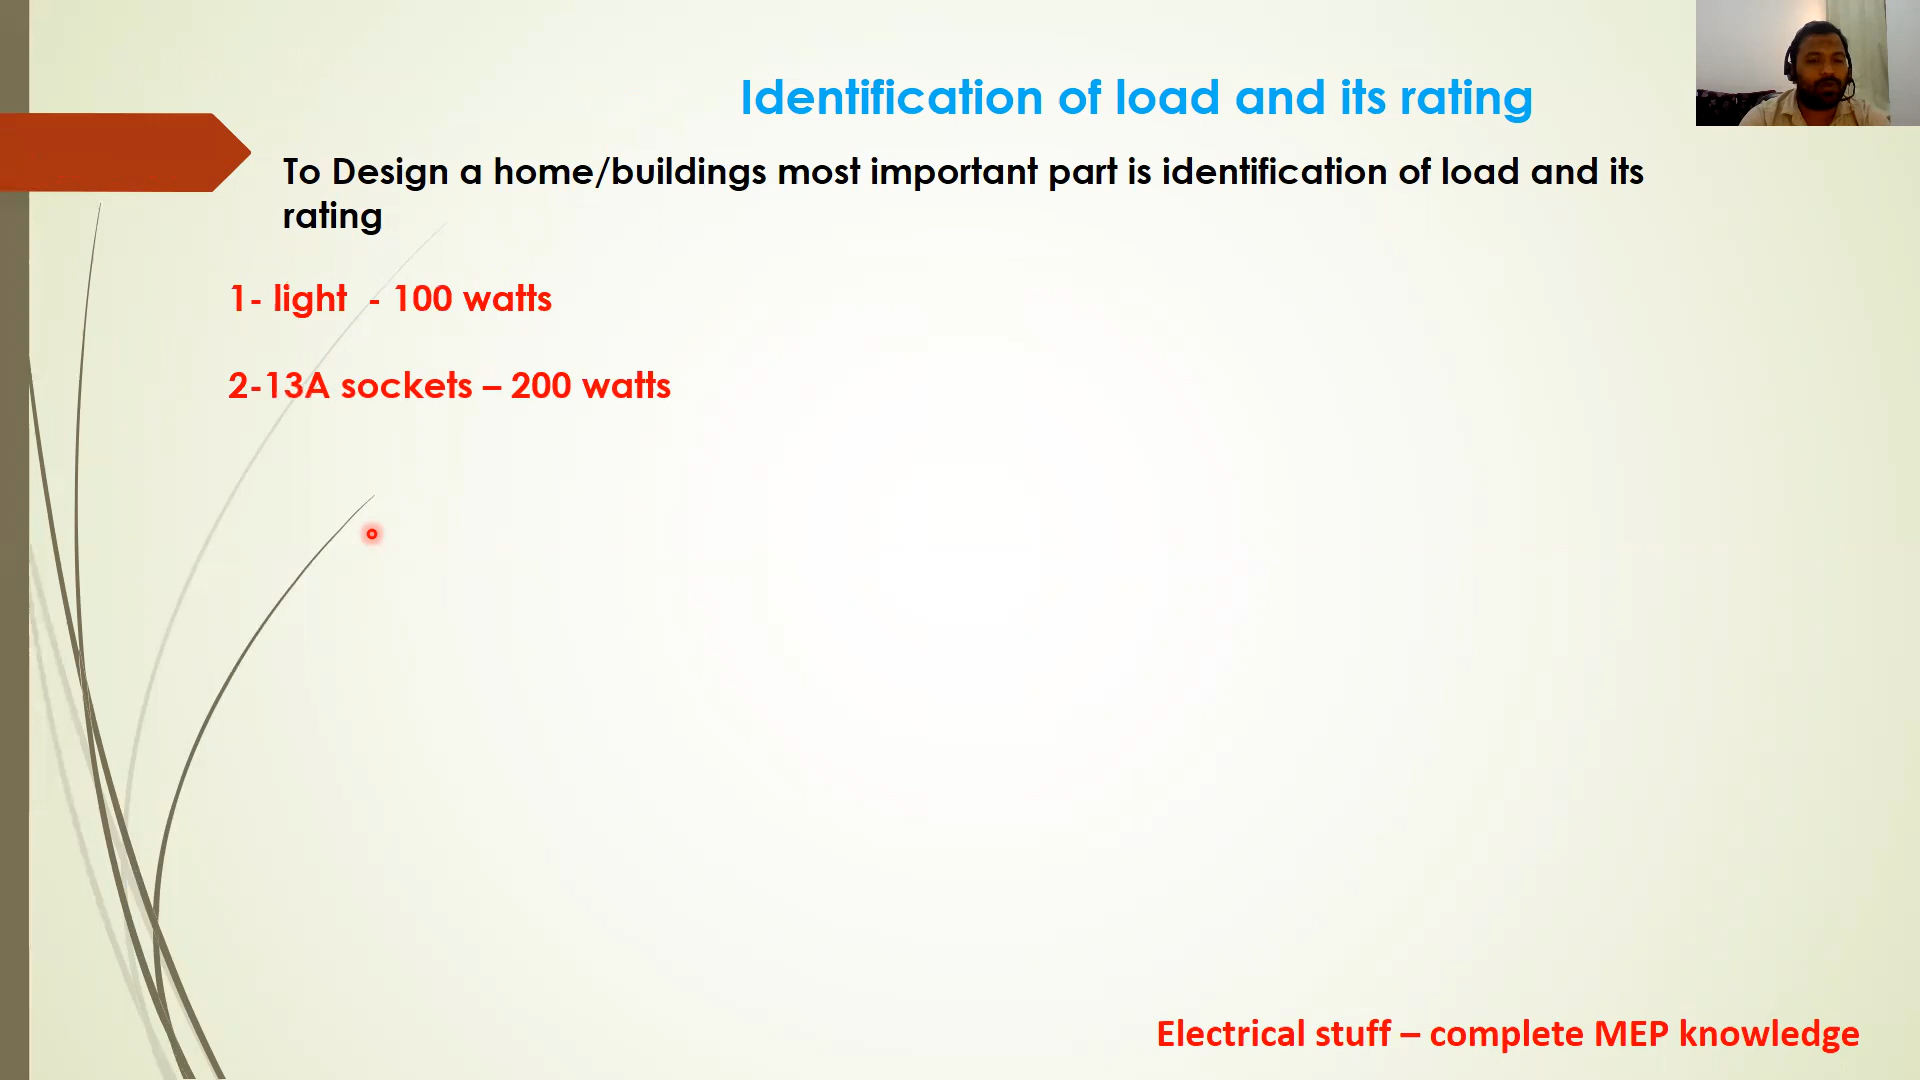 Identification of load and its rating
To Design a home/buildings most important part is identification of load and its
rating
1- light - 100 watts
2-13A sockets – 200 watts
Electrical stuff – complete MEP knowledge